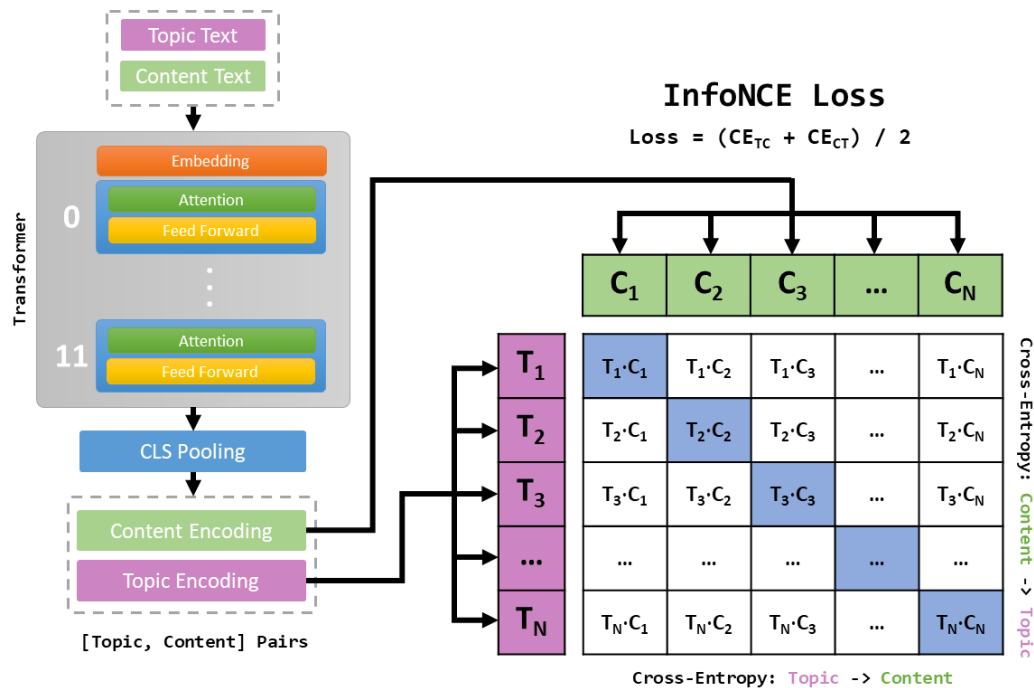 Topic Text
Content Text
Transformer
Embedding
0
Attention
Feed Forward
11
Attention
Feed Forward
CLS Pooling
Content Encoding
Topic Encoding
[Topic, Content] Pairs
InfoNCE Loss
Loss = (CE_TC + CE_CT) / 2
C_1 C_2 C_3 ... C_N
T_1 T_1·C_1 T_1·C_2 T_1·C_3 ... T_1·C_N
T_2 T_2·C_1 T_2·C_2 T_2·C_3 ... T_2·C_N
T_3 T_3·C_1 T_3·C_2 T_3·C_3 ... T_3·C_N
... ... ... ... ... ...
T_N T_N·C_1 T_N·C_2 T_N·C_3 ... T_N·C_N
Cross-Entropy: Content -> Topic
Cross-Entropy: Topic -> Content